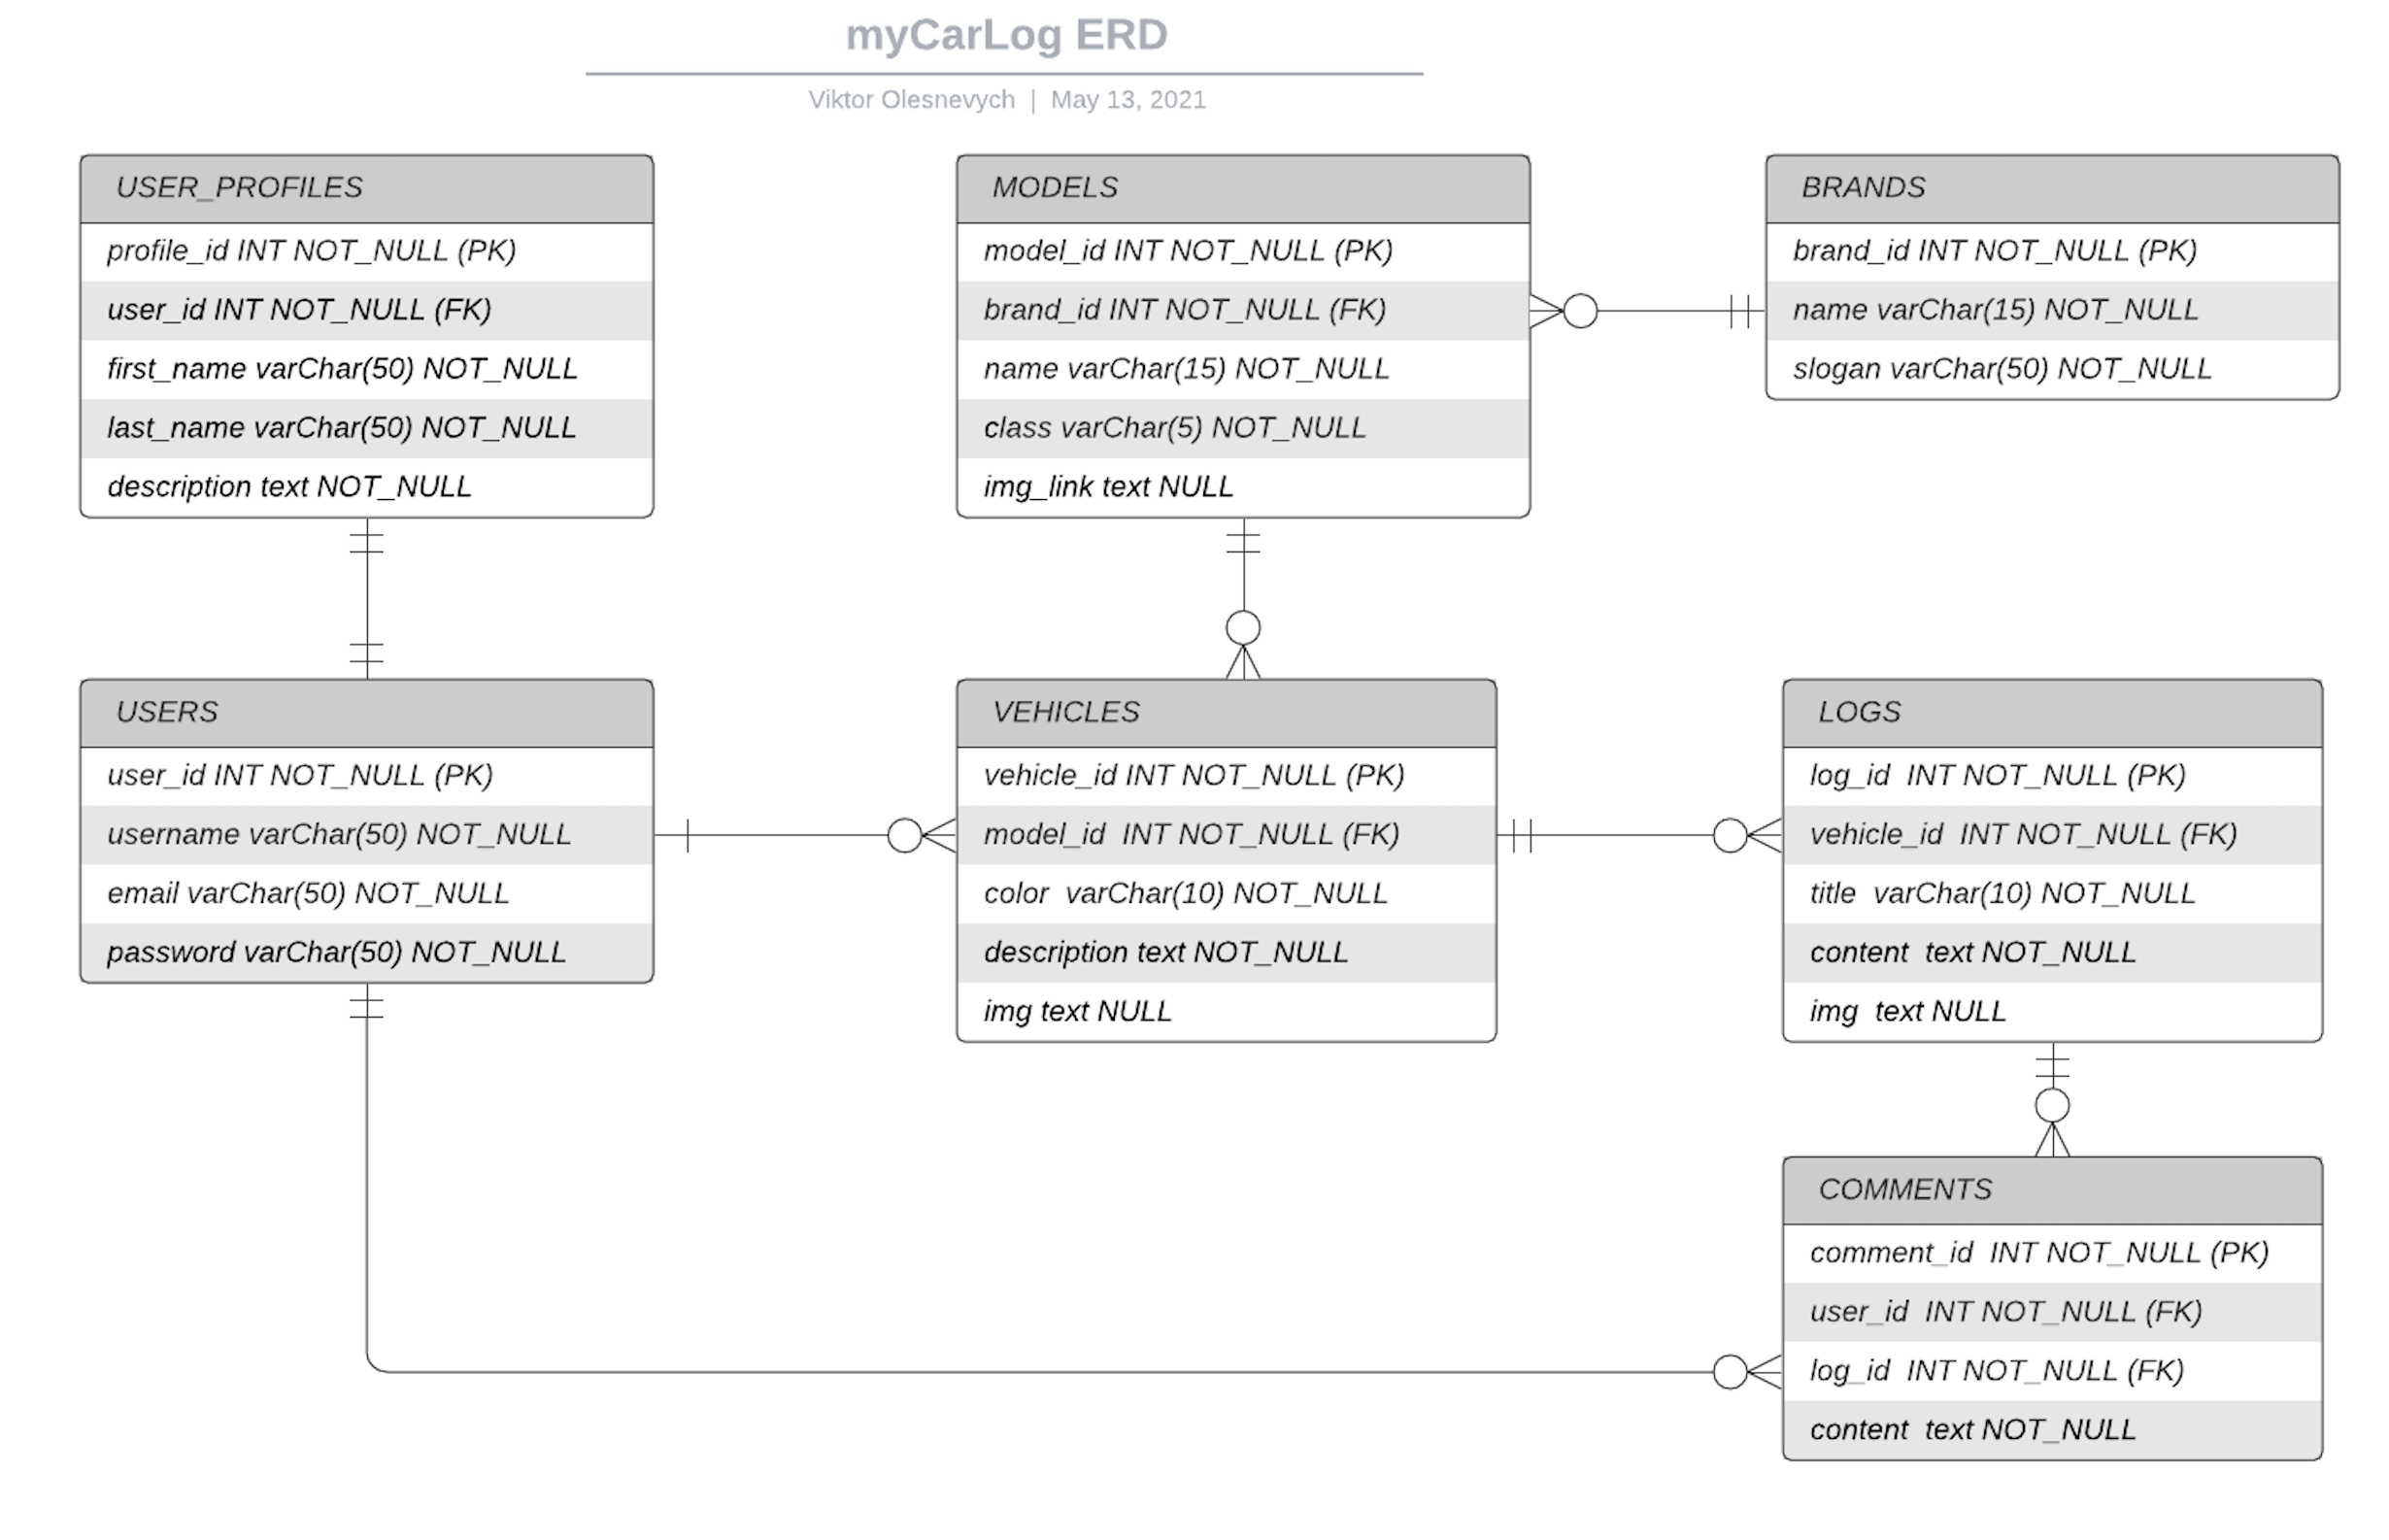 myCarLog ERD
Viktor Olesnevych | May 13, 2021
USER_PROFILES
profile_id INT NOT_NULL (PK)
user_id INT NOT_NULL (FK)
first_name varChar(50) NOT_NULL
last_name varChar(50) NOT_NULL
description text NOT_NULL
MODELS
model_id INT NOT_NULL (PK)
brand_id INT NOT_NULL (FK)
name varChar(15) NOT_NULL
class varChar(5) NOT_NULL
img_link text NULL
BRANDS
brand_id INT NOT_NULL (PK)
name varChar(15) NOT_NULL
slogan varChar(50) NOT_NULL
USERS
user_id INT NOT_NULL (PK)
username varChar(50) NOT_NULL
email varChar(50) NOT_NULL
password varChar(50) NOT_NULL
VEHICLES
vehicle_id INT NOT_NULL (PK)
model_id INT NOT_NULL (FK)
color varChar(10) NOT_NULL
description text NOT_NULL
img text NULL
LOGS
log_id INT NOT_NULL (PK)
vehicle_id INT NOT_NULL (FK)
title varChar(10) NOT_NULL
content text NOT_NULL
img text NULL
COMMENTS
comment_id INT NOT_NULL (PK)
user_id INT NOT_NULL (FK)
log_id INT NOT_NULL (FK)
content text NOT_NULL